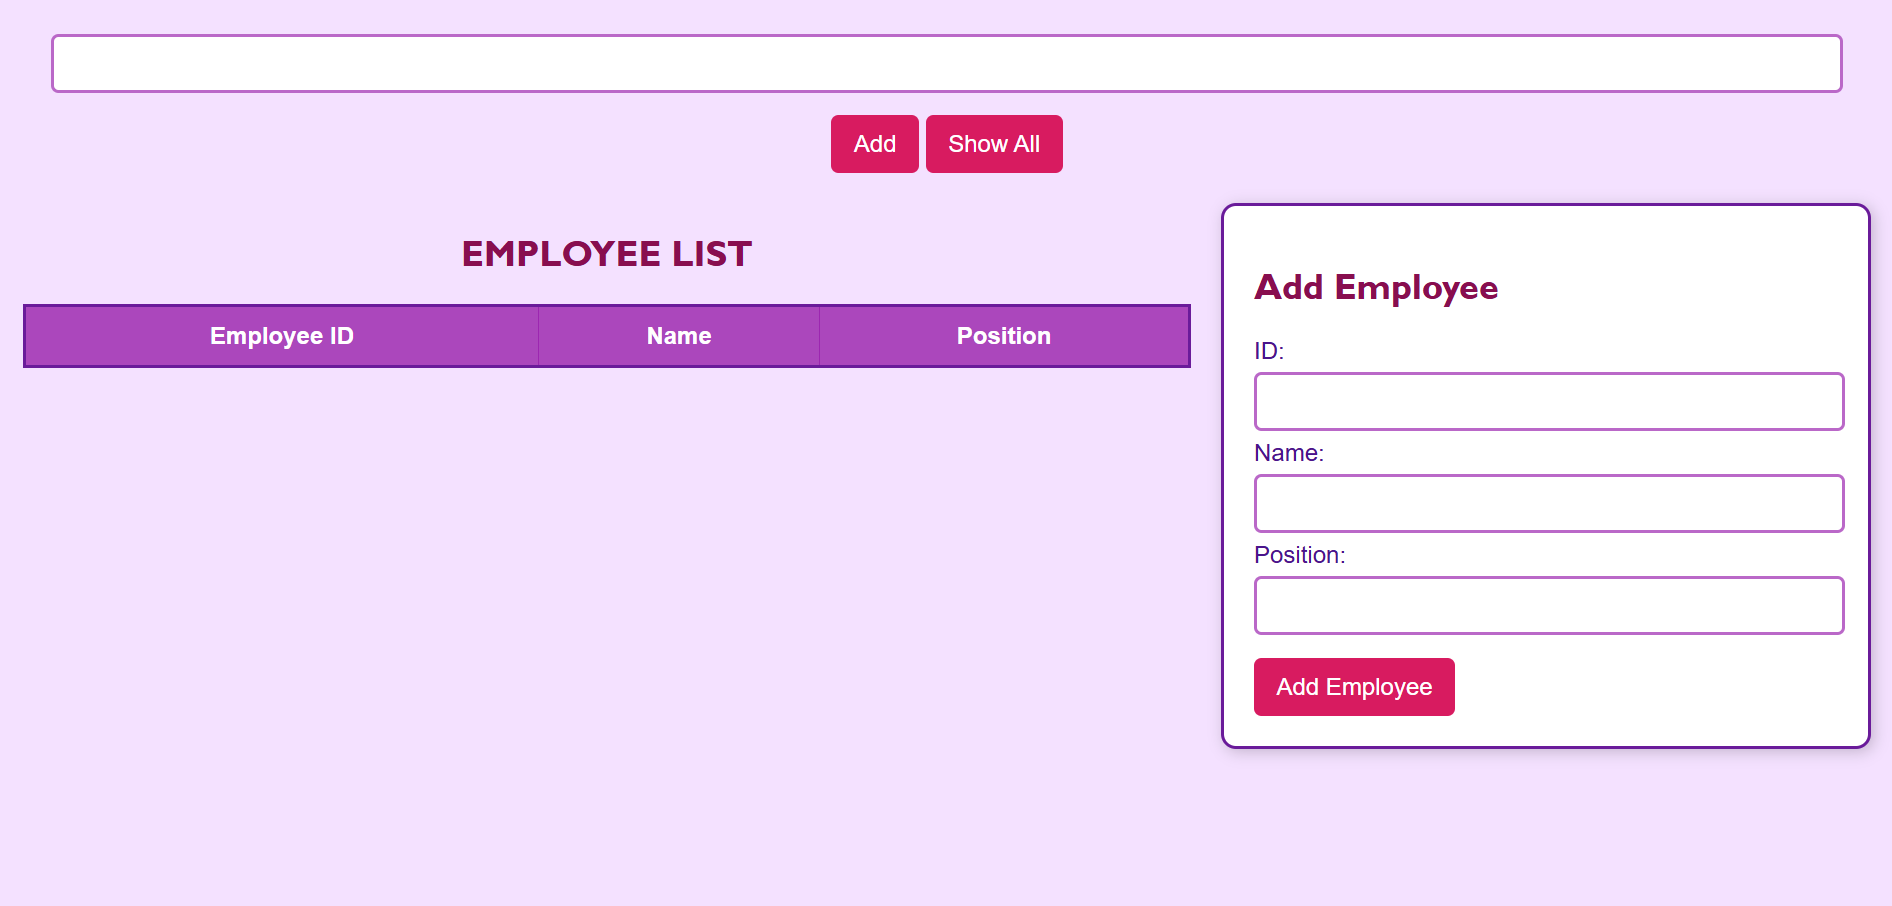 Add Show All
EMPLOYEE LIST
Employee ID Name Position
Add Employee
ID:
Name:
Position:
Add Employee